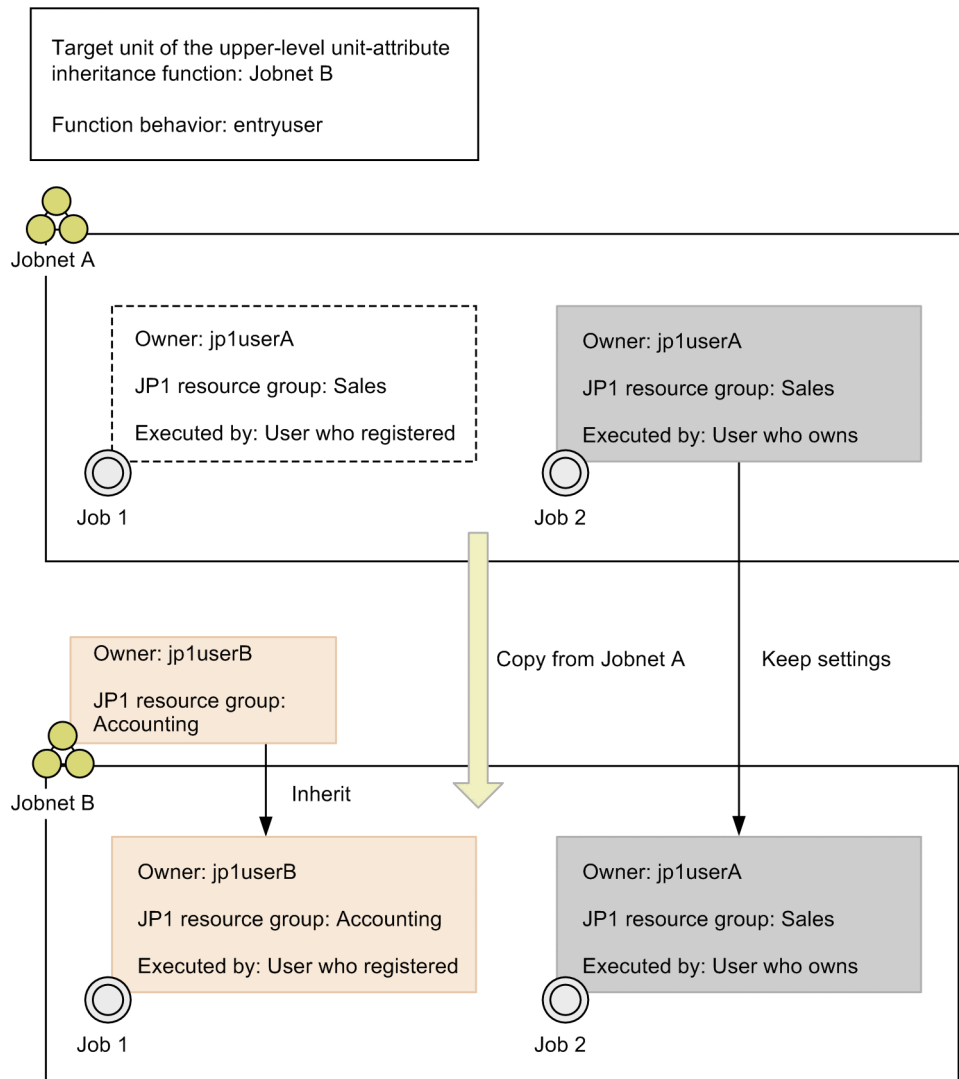 Target unit of the upper-level unit-attribute
inheritance function: Jobnet B
Function behavior: entryuser
Jobnet A
Owner: jp1userA
JP1 resource group: Sales
Executed by: User who registered
Job 1
Owner: jp1userA
JP1 resource group: Sales
Executed by: User who owns
Job 2
Owner: jp1userB
JP1 resource group:
Accounting
Copy from Jobnet A
Keep settings
Jobnet B
Inherit
Owner: jp1userB
JP1 resource group: Accounting
Executed by: User who registered
Job 1
Owner: jp1userA
JP1 resource group: Sales
Executed by: User who owns
Job 2